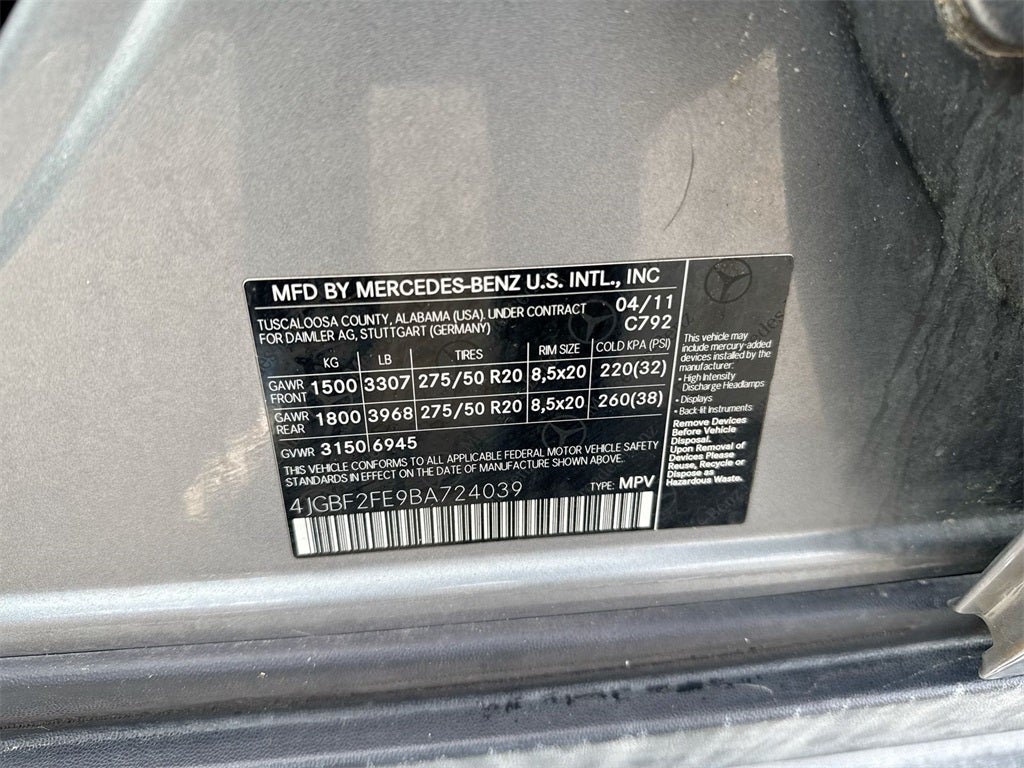 MFD BY MERCEDES-BENZ U.S. INTL., INC
TUSCALOOSA COUNTY, ALABAMA (USA). UNDER CONTRACT 04/11
FOR DAIMLER AG, STUTTGART (GERMANY) C792
KG LB TIRES RIM SIZE COLD KPA (PSI)
GAWR FRONT 1500 3307 275/50 R20 8,5x20 220(32)
GAWR REAR 1800 3968 275/50 R20 8,5x20 260(38)
GVWR 3150 6945
THIS VEHICLE CONFORMS TO ALL APPLICABLE FEDERAL MOTOR VEHICLE SAFETY
STANDARDS IN EFFECT ON THE DATE OF MANUFACTURE SHOWN ABOVE.
4JGBF2FE9BA724039 TYPE: MPV
This vehicle may
include mercury-added
devices installed by the
manufacturer:
- High Intensity
Discharge Headlamps
- Displays
- Back-lit Instruments
Remove Devices
Before Vehicle
Disposal.
Upon Removal of
Devices Please
Reuse, Recycle or
Dispose as
Hazardous Waste.